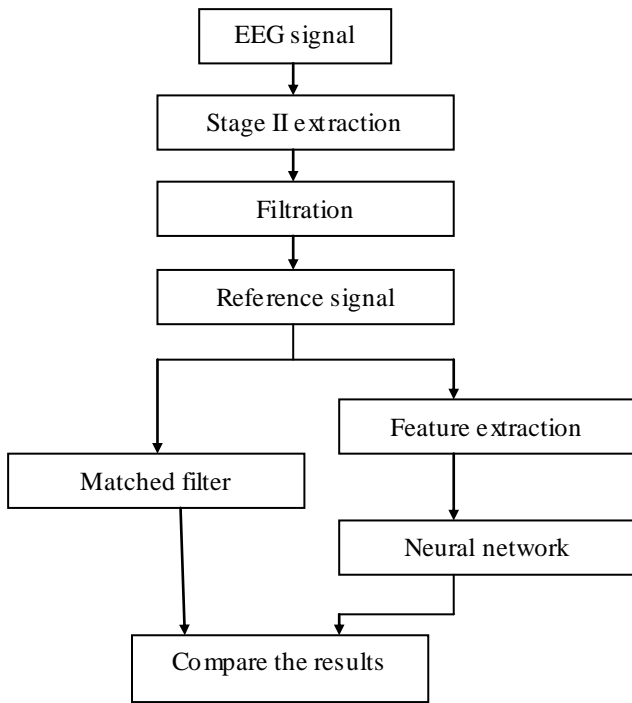 EEG signal
Stage II extraction
Filtration
Reference signal
Feature extraction
Matched filter
Neural network
Compare the results